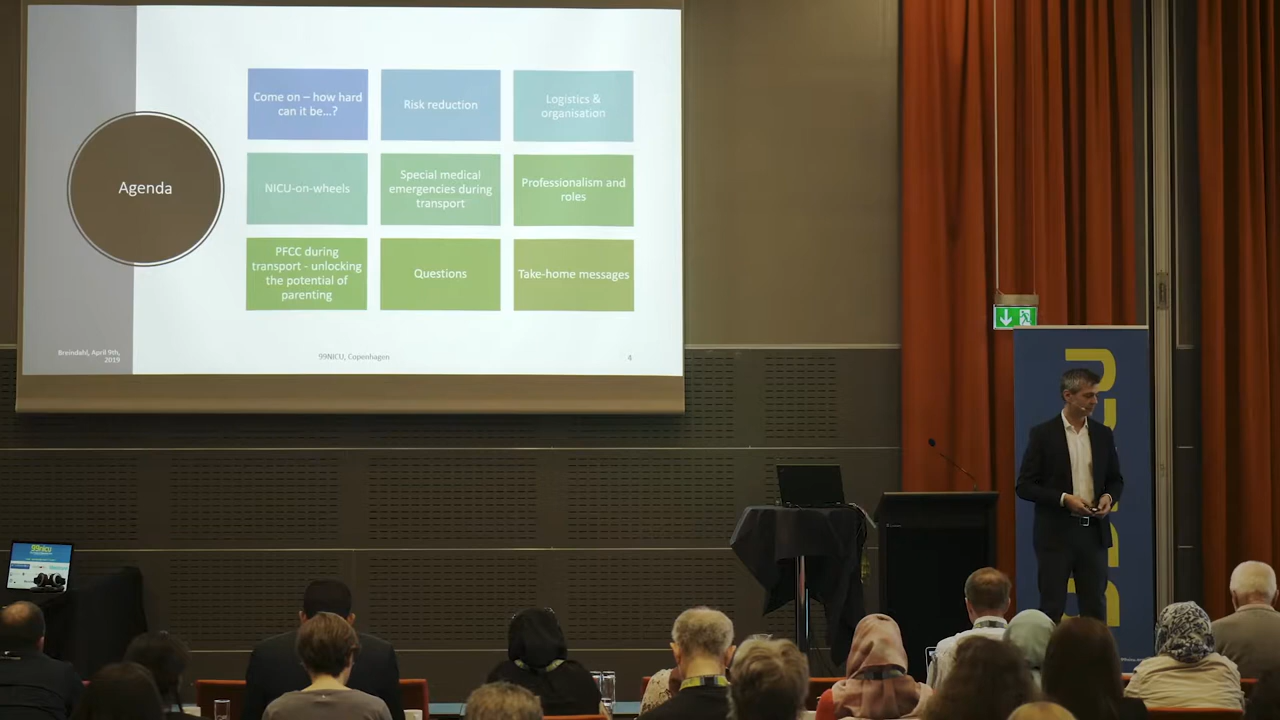 Come on – how hard
can it be...?
Risk reduction
Logistics &
organisation
Agenda
NICU-on-wheels
Special medical
emergencies during
transport
Professionalism and
roles
PFCC during
transport - unlocking
the potential of
parenting
Questions
Take-home messages
Breindahl, April 9th,
2019
99NICU, Copenhagen
4
99nicu